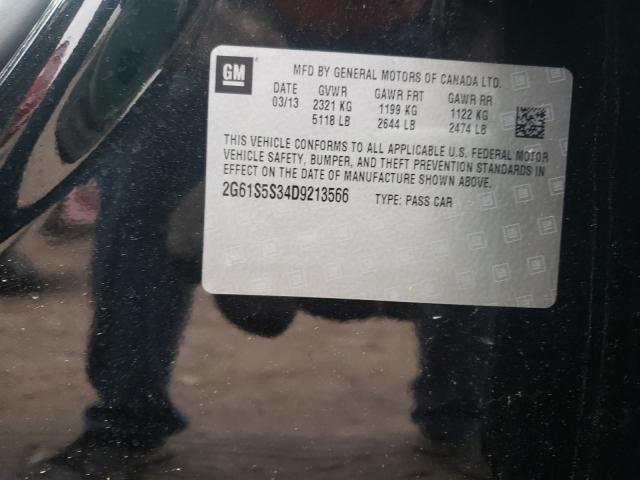 GM
MFD BY GENERAL MOTORS OF CANADA LTD.
DATE GVWR GAWR FRT GAWR RR
03/13 2321 KG 1199 KG 1122 KG
5118 LB 2644 LB 2474 LB
THIS VEHICLE CONFORMS TO ALL APPLICABLE U.S. FEDERAL MOTOR
VEHICLE SAFETY, BUMPER, AND THEFT PREVENTION STANDARDS IN
EFFECT ON THE DATE OF MANUFACTURE SHOWN ABOVE.
2G61S5S34D9213566 TYPE: PASS CAR